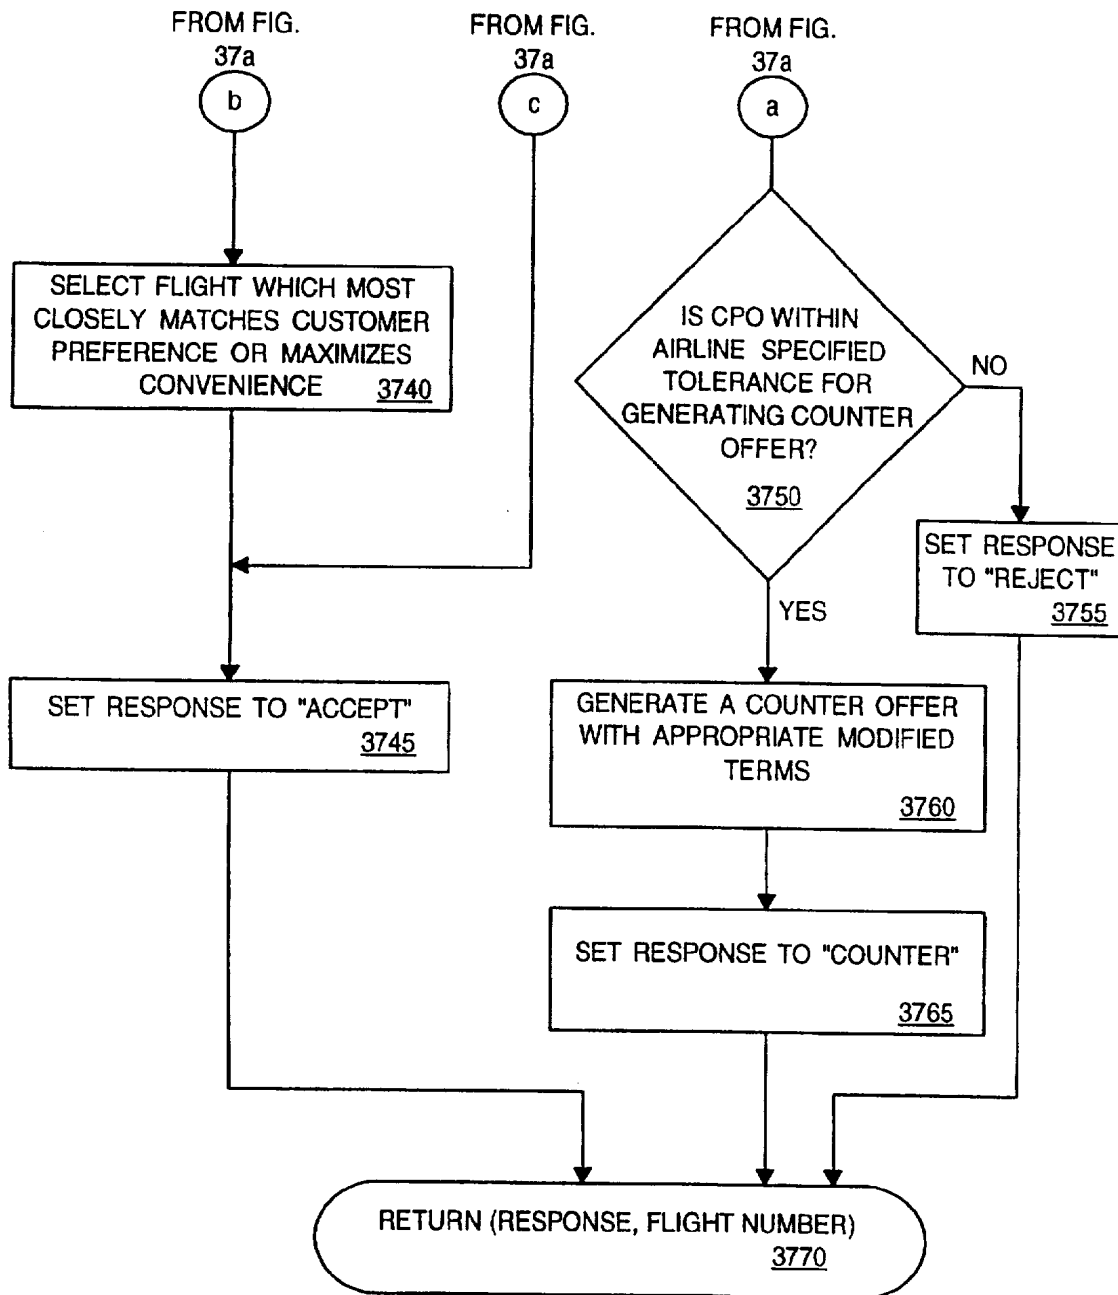 FROM FIG.
37a
b
FROM FIG.
37a
c
FROM FIG.
37a
a
SELECT FLIGHT WHICH MOST
CLOSELY MATCHES CUSTOMER
PREFERENCE OR MAXIMIZES
CONVENIENCE 3740
IS CPO WITHIN
AIRLINE SPECIFIED
TOLERANCE FOR
GENERATING COUNTER
OFFER?
3750
NO
SET RESPONSE
TO "REJECT"
3755
YES
SET RESPONSE TO "ACCEPT"
3745
GENERATE A COUNTER OFFER
WITH APPROPRIATE MODIFIED
TERMS
3760
SET RESPONSE TO "COUNTER"
3765
RETURN (RESPONSE, FLIGHT NUMBER)
3770